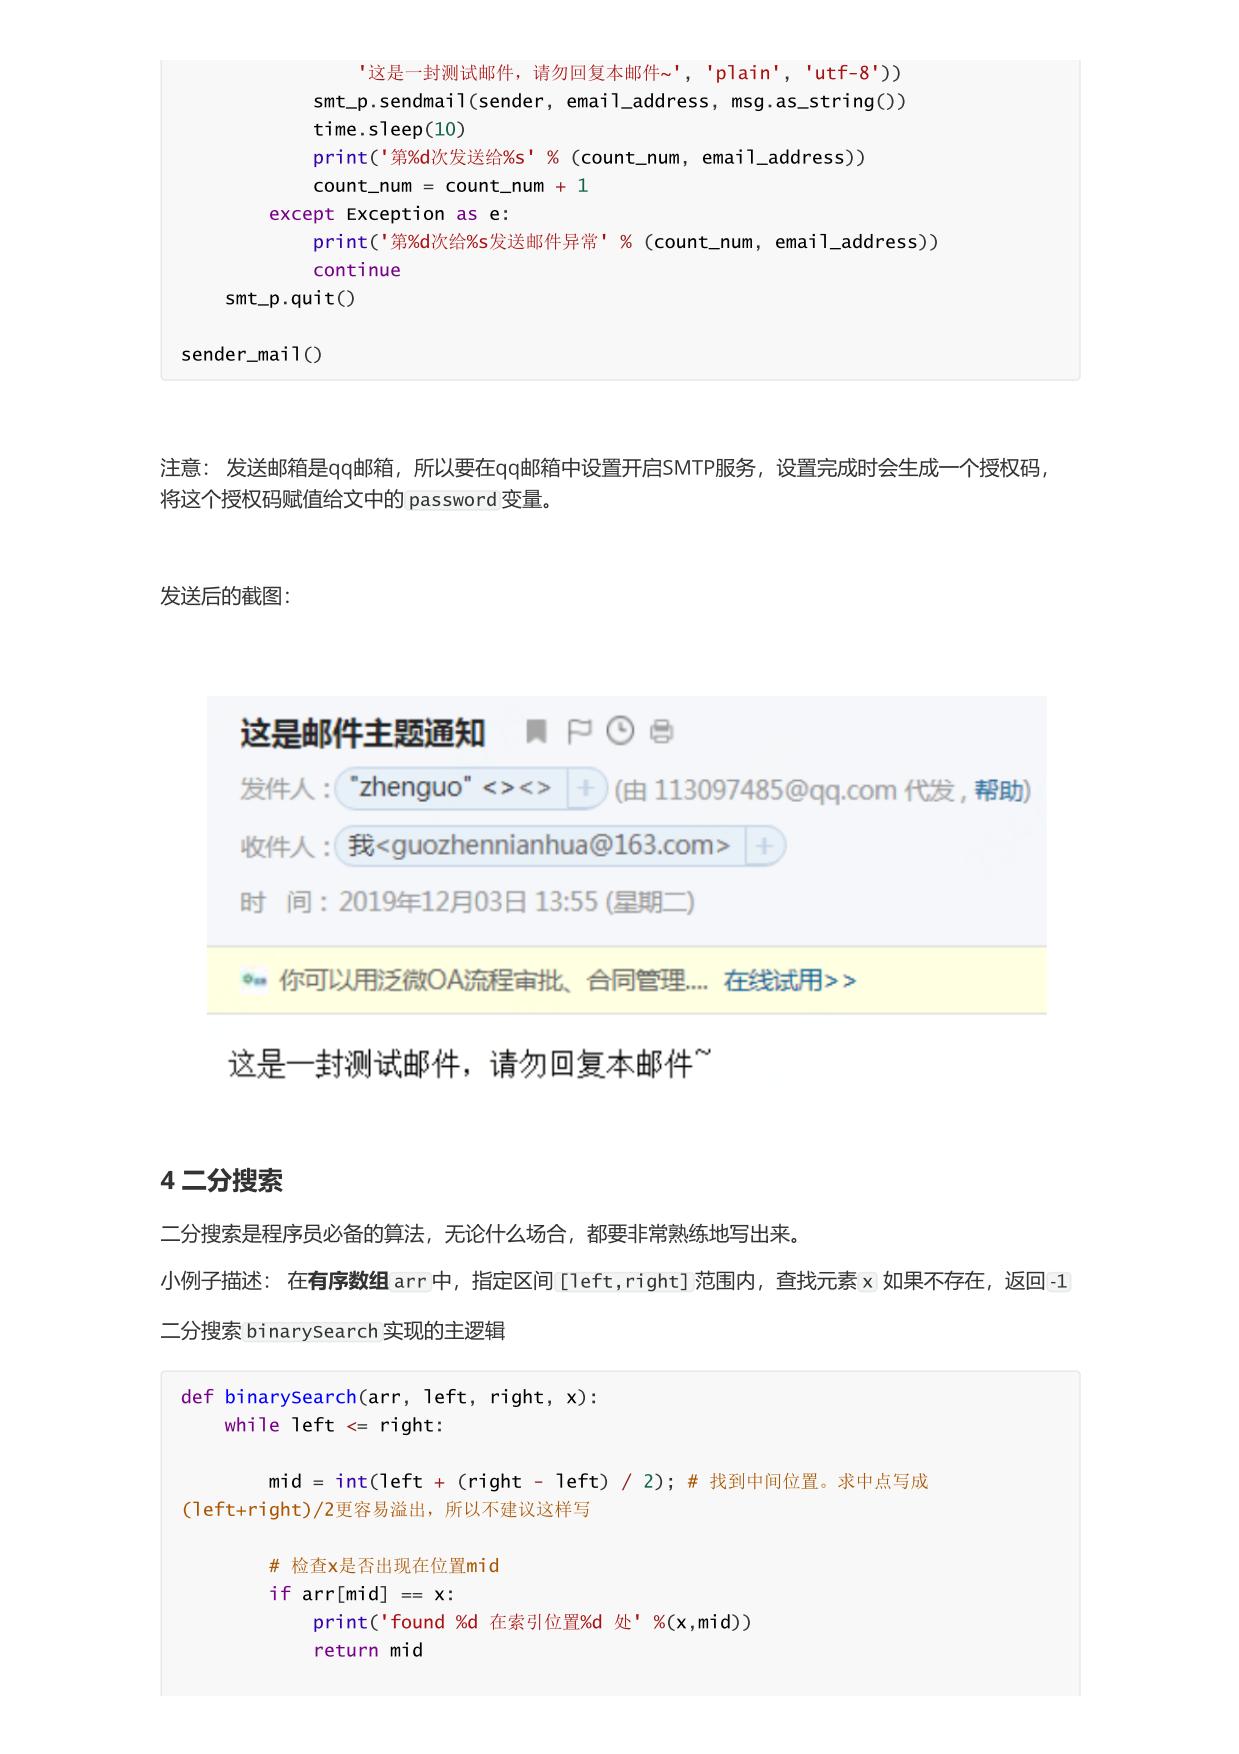 '这是一封测试邮件，请勿回复本邮件~', 'plain', 'utf-8'))
smt_p.sendmail(sender, email_address, msg.as_string())
time.sleep(10)
print('第%d次发送给%s' % (count_num, email_address))
count_num = count_num + 1
except Exception as e:
print('第%d次给%s发送邮件异常' % (count_num, email_address))
continue
smt_p.quit()
sender_mail()
注意： 发送邮箱是qq邮箱，所以要在qq邮箱中设置开启SMTP服务，设置完成时会生成一个授权码，
将这个授权码赋值给文中的 password 变量。
发送后的截图：
这是邮件主题通知
发件人 : "zhenguo" <><> + (由 113097485@qq.com 代发 , 帮助)
收件人 : 我<guozhennianhua@163.com> +
时 间 : 2019年12月03日 13:55 (星期二)
你可以用泛微OA流程审批、合同管理.... 在线试用>>
这是一封测试邮件，请勿回复本邮件~
4 二分搜索
二分搜索是程序员必备的算法，无论什么场合，都要非常熟练地写出来。
小例子描述： 在有序数组 arr 中，指定区间 [left,right] 范围内，查找元素 x 如果不存在，返回 -1
二分搜索 binarySearch 实现的主逻辑
def binarySearch(arr, left, right, x):
while left <= right:
mid = int(left + (right - left) / 2); # 找到中间位置。求中点写成
(left+right)/2更容易溢出，所以不建议这样写
# 检查x是否出现在位置mid
if arr[mid] == x:
print('found %d 在索引位置%d 处' %(x,mid))
return mid